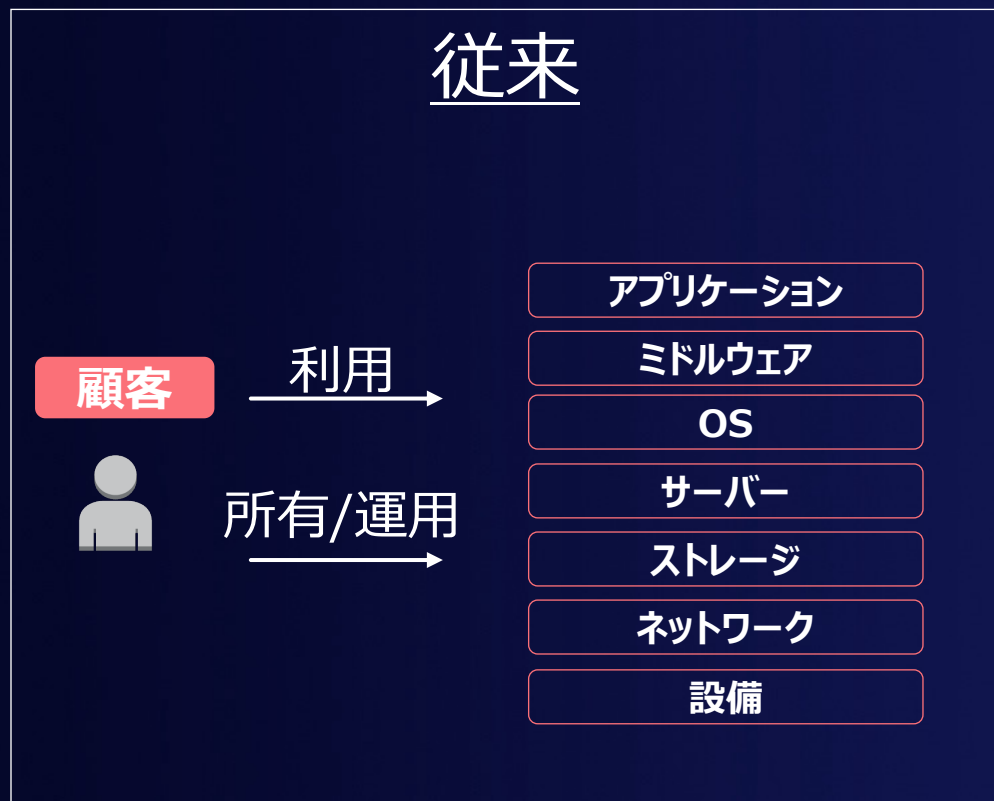 従来
顧客
利用
所有/運用
アプリケーション
ミドルウェア
OS
サーバー
ストレージ
ネットワーク
設備